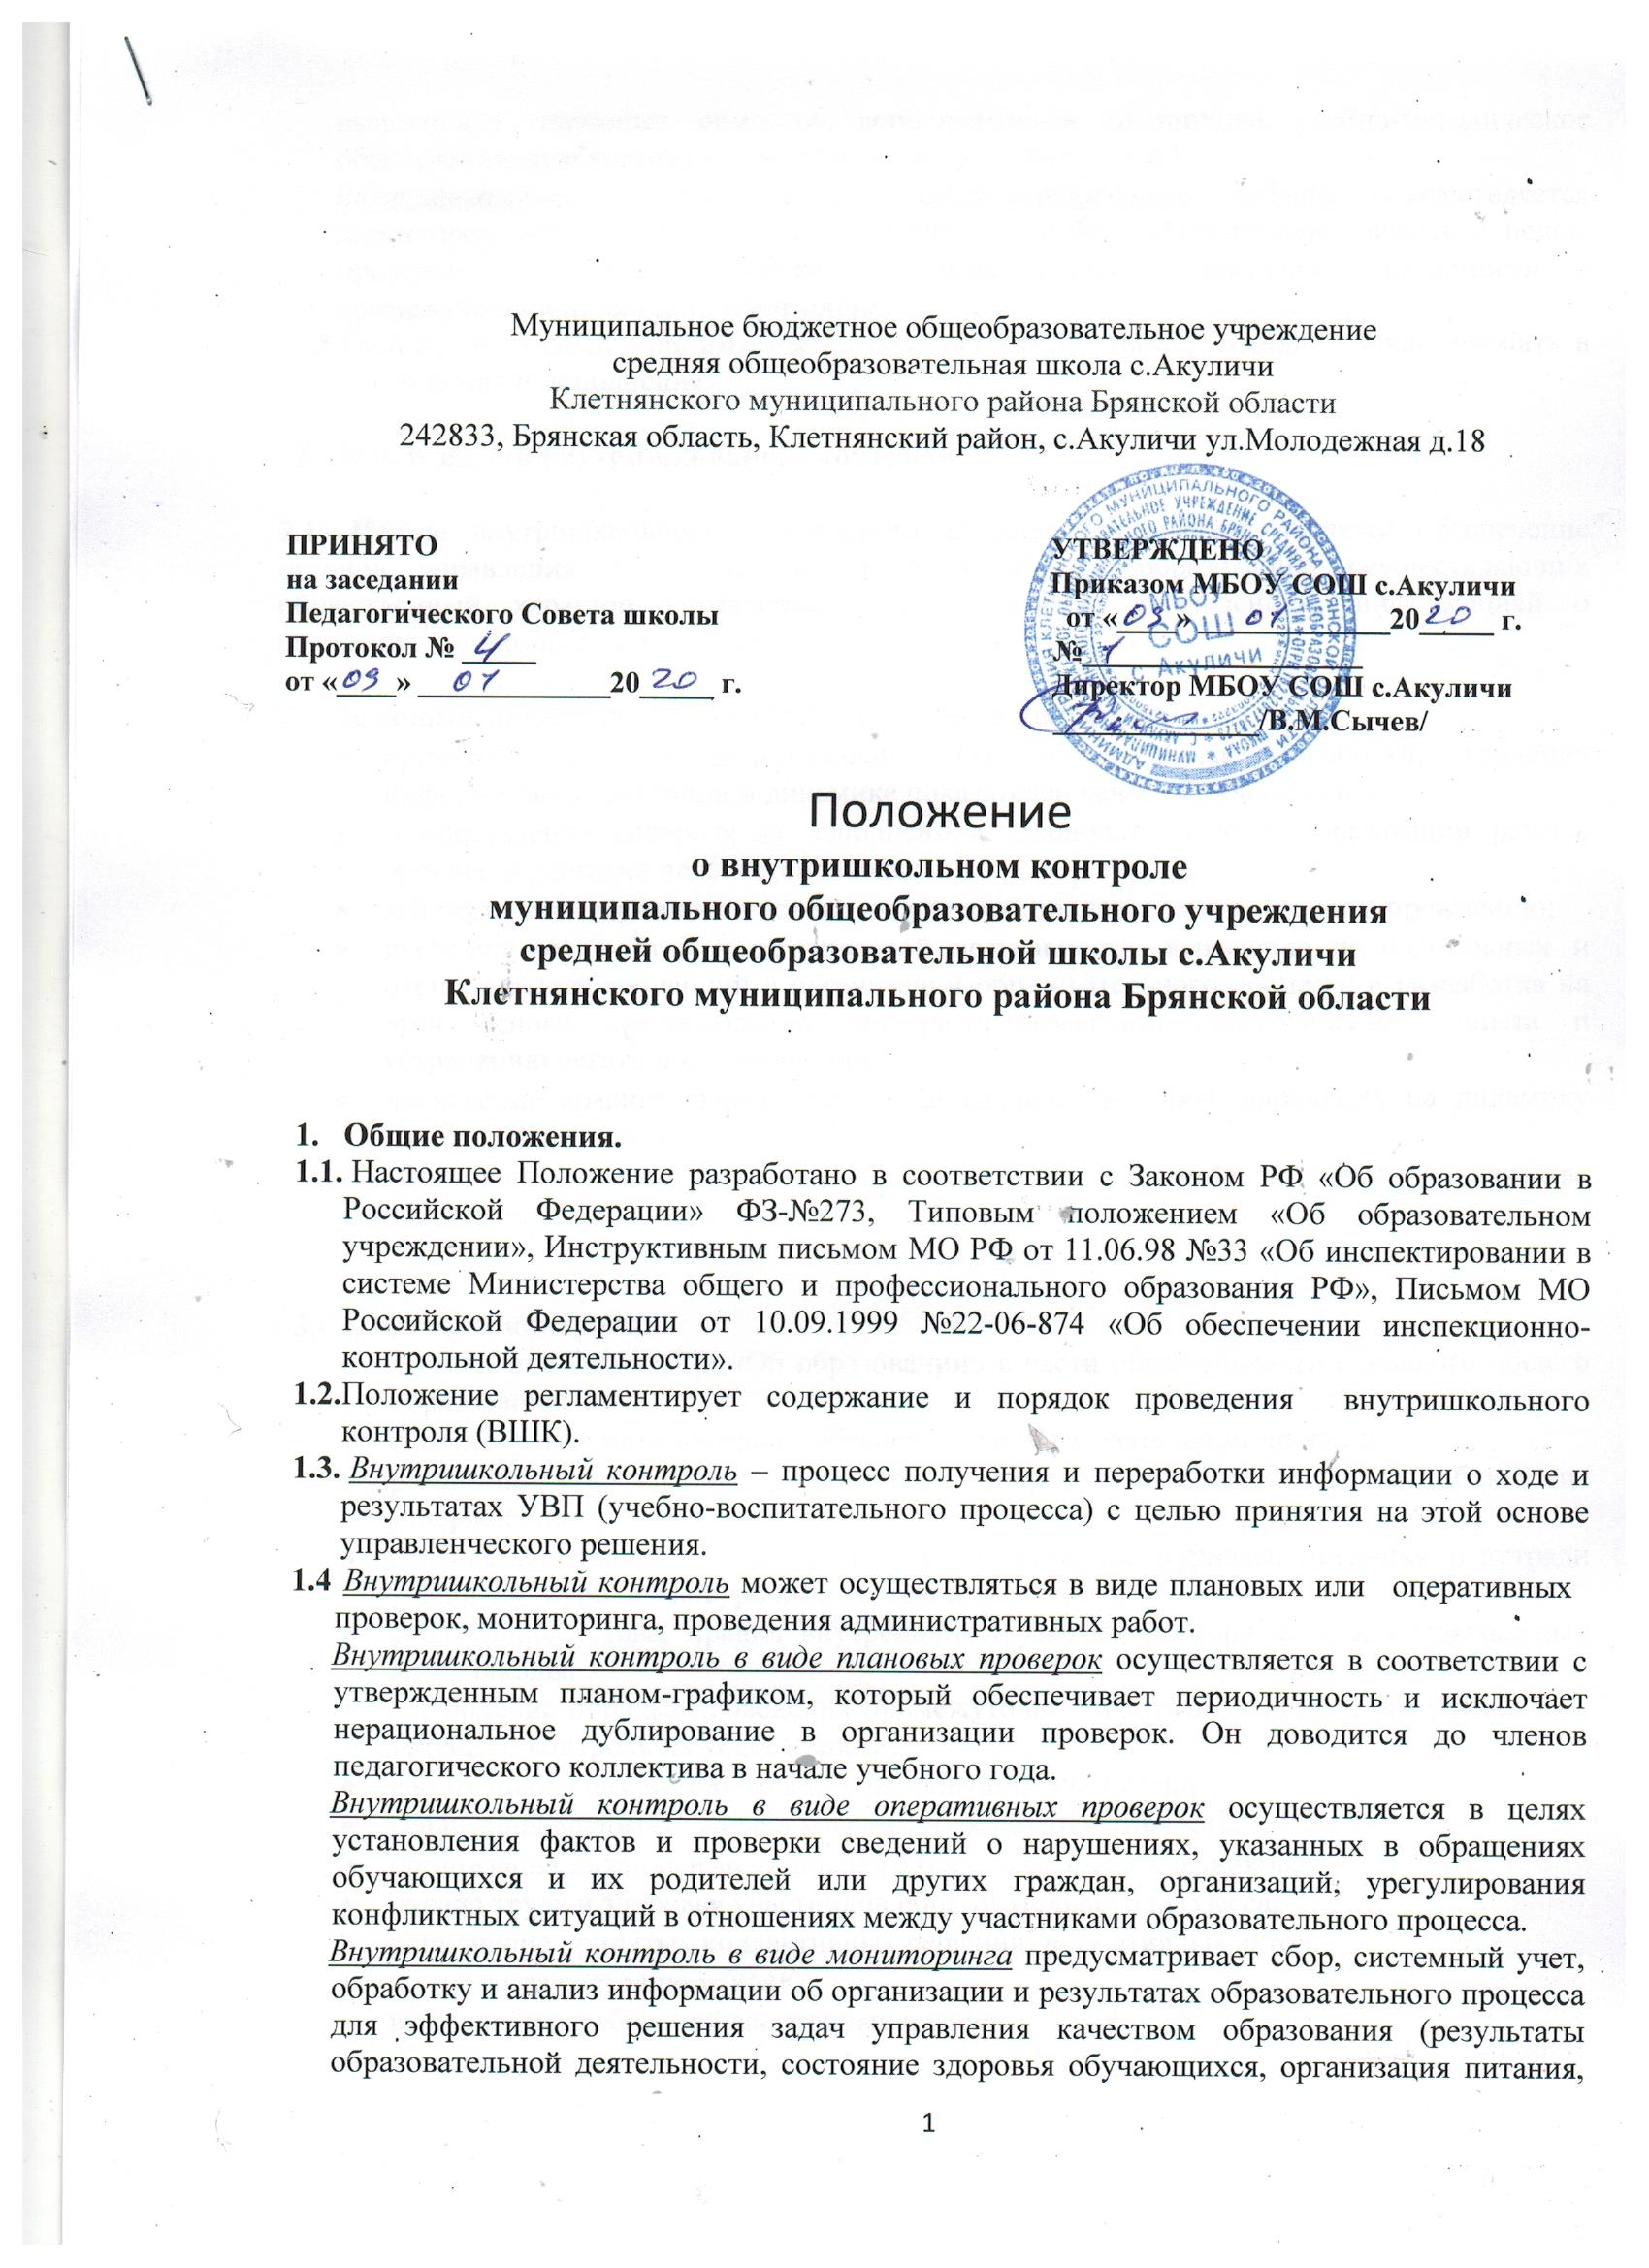 Муниципальное бюджетное общеобразовательное учреждение
средняя общеобразовательная школа с.Акуличи
Клетнянского муниципального района Брянской области
242833, Брянская область, Клетнянский район, с.Акуличи ул.Молодежная д.18
ПРИНЯТО
на заседании
Педагогического Совета школы
Протокол № 4
от «09» 01 2020 г.
УТВЕРЖДЕНО
Приказом МБОУ СОШ с.Акуличи
от «09» 01 2020 г.
№ 1
Директор МБОУ СОШ с.Акуличи
/В.М.Сычев/
МБОУ
СОШ
с Акуличи
Положение
о внутришкольном контроле
муниципального общеобразовательного учреждения
средней общеобразовательной школы с.Акуличи
Клетнянского муниципального района Брянской области
1. Общие положения.
1.1. Настоящее Положение разработано в соответствии с Законом РФ «Об образовании в
Российской Федерации» ФЗ-№273, Типовым положением «Об образовательном
учреждении», Инструктивным письмом МО РФ от 11.06.98 №33 «Об инспектировании в
системе Министерства общего и профессионального образования РФ», Письмом МО
Российской Федерации от 10.09.1999 №22-06-874 «Об обеспечении инспекционно-
контрольной деятельности».
1.2.Положение регламентирует содержание и порядок проведения внутришкольного
контроля (ВШК).
1.3. Внутришкольный контроль – процесс получения и переработки информации о ходе и
результатах УВП (учебно-воспитательного процесса) с целью принятия на этой основе
управленческого решения.
1.4 Внутришкольный контроль может осуществляться в виде плановых или оперативных
проверок, мониторинга, проведения административных работ.
Внутришкольный контроль в виде плановых проверок осуществляется в соответствии с
утвержденным планом-графиком, который обеспечивает периодичность и исключает
нерациональное дублирование в организации проверок. Он доводится до членов
педагогического коллектива в начале учебного года.
Внутришкольный контроль в виде оперативных проверок осуществляется в целях
установления фактов и проверки сведений о нарушениях, указанных в обращениях
обучающихся и их родителей или других граждан, организаций, урегулирования
конфликтных ситуаций в отношениях между участниками образовательного процесса.
Внутришкольный контроль в виде мониторинга предусматривает сбор, системный учет,
обработку и анализ информации об организации и результатах образовательного процесса
для эффективного решения задач управления качеством образования (результаты
образовательной деятельности, состояние здоровья обучающихся, организация питания,
1